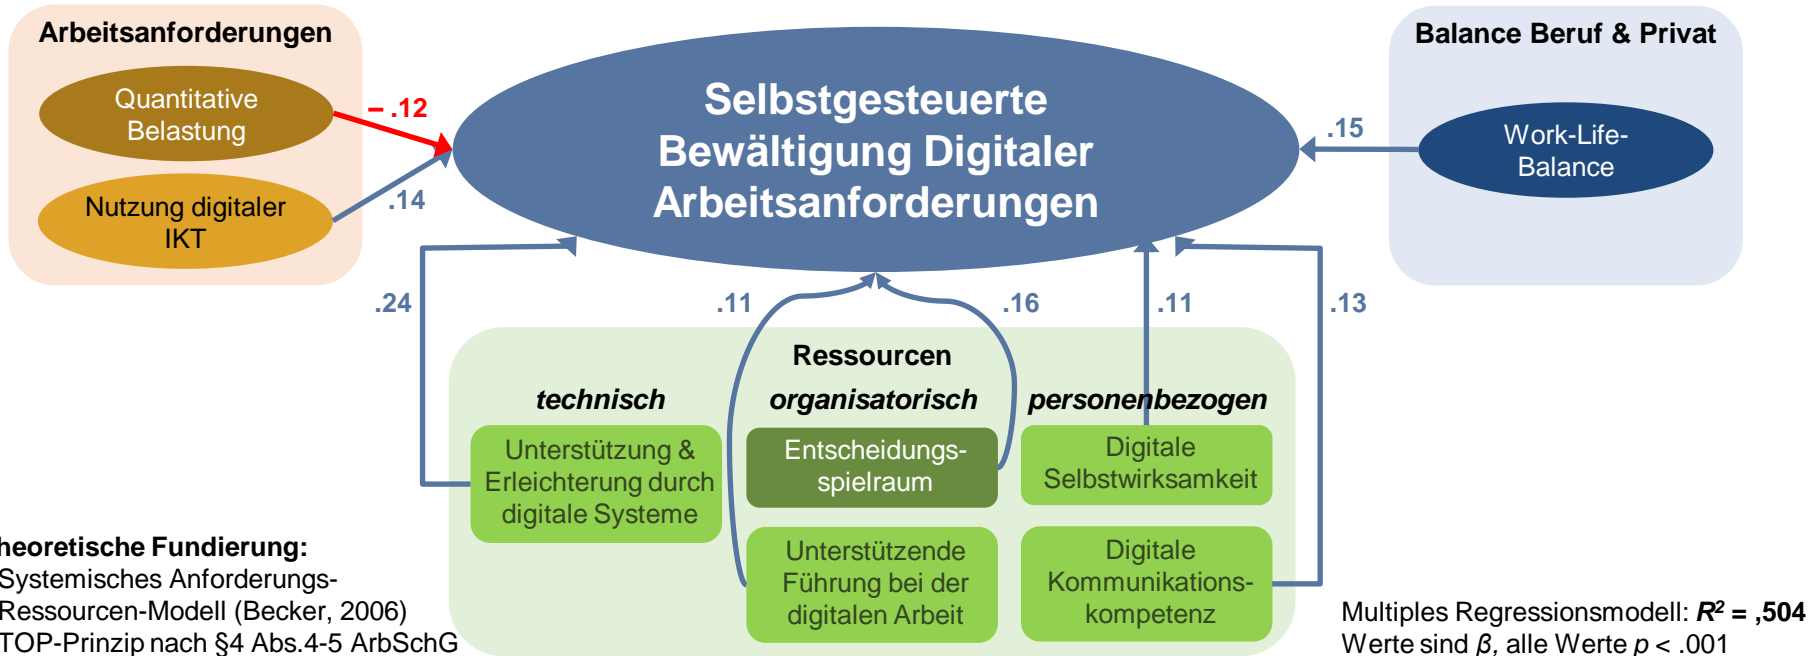 Arbeitsanforderungen
Quantitative
Belastung
– .12
Nutzung digitaler
IKT
.14
Selbstgesteuerte
Bewältigung Digitaler
Arbeitsanforderungen
Balance Beruf & Privat
.15
Work-Life-
Balance
.24
.11
.16
.11
.13
Ressourcen
technisch
organisatorisch
personenbezogen
Unterstützung &
Erleichterung durch
digitale Systeme
Entscheidungs-
spielraum
Digitale
Selbstwirksamkeit
Unterstützende
Führung bei der
digitalen Arbeit
Digitale
Kommunikations-
kompetenz
heoretische Fundierung:
Systemisches Anforderungs-
Ressourcen-Modell (Becker, 2006)
TOP-Prinzip nach §4 Abs.4-5 ArbSchG
Multiples Regressionsmodell: R² = ,504
Werte sind β, alle Werte p < .001